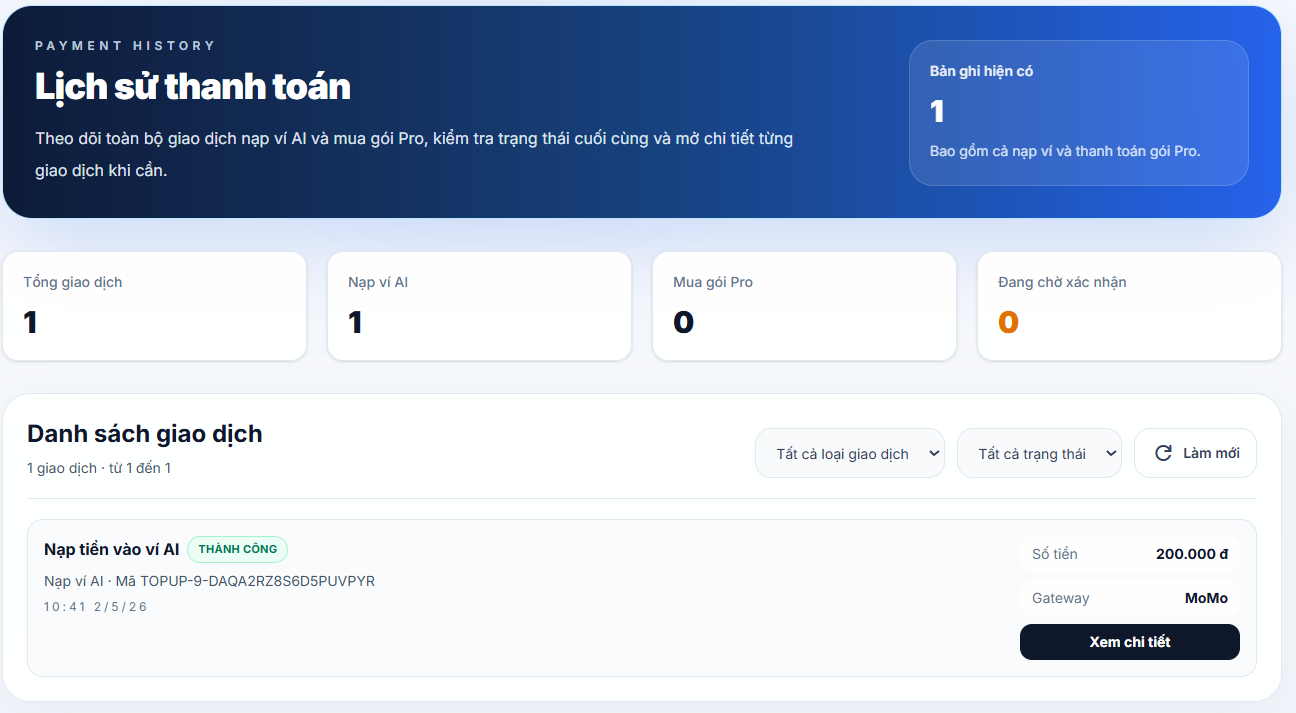 PAYMENT HISTORY
Lịch sử thanh toán
Theo dõi toàn bộ giao dịch nạp ví AI và mua gói Pro, kiểm tra trạng thái cuối cùng và mở chi tiết từng
giao dịch khi cần.
Bản ghi hiện có
1
Bao gồm cả nạp ví và thanh toán gói Pro.
Tổng giao dịch
1
Nạp ví AI
1
Mua gói Pro
0
Đang chờ xác nhận
0
Danh sách giao dịch
1 giao dịch · từ 1 đến 1
Tất cả loại giao dịch
Tất cả trạng thái
Làm mới
Nạp tiền vào ví AI THÀNH CÔNG
Nạp ví AI · Mã TOPUP-9-DAQA2RZ8S6D5PUVPYR
10:41 2/5/26
Số tiền 200.000 đ
Gateway MoMo
Xem chi tiết